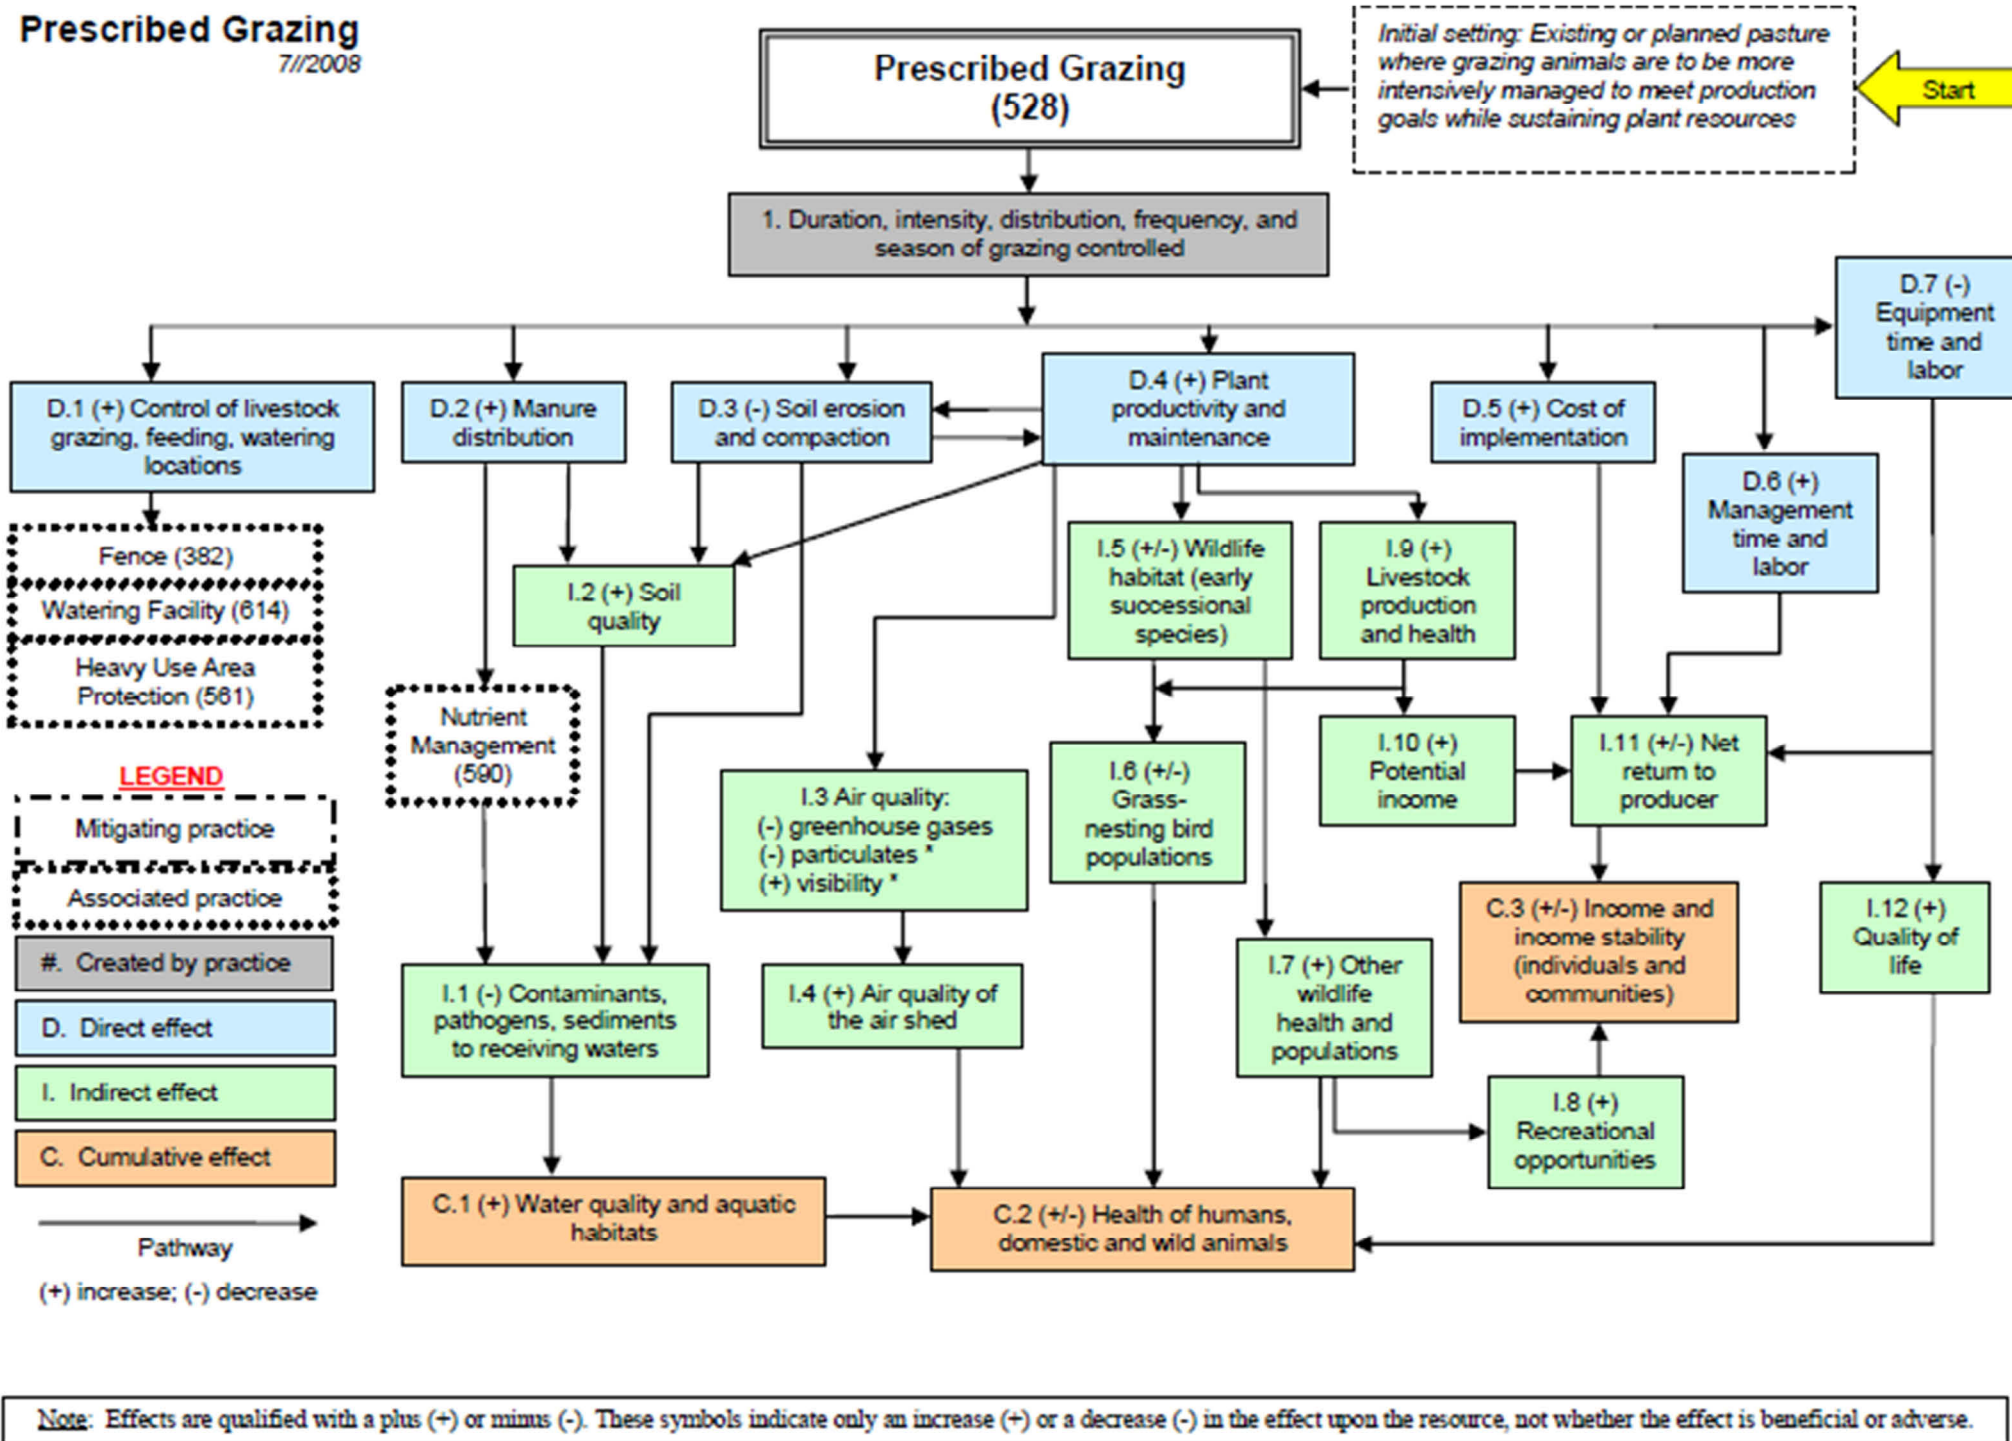 Prescribed Grazing
7//2008
Prescribed Grazing
(528)
Initial setting: Existing or planned pasture
where grazing animals are to be more
intensively managed to meet production
goals while sustaining plant resources
Start
1. Duration, intensity, distribution, frequency, and
season of grazing controlled
D.1 (+) Control of livestock
grazing, feeding, watering
locations
D.2 (+) Manure
distribution
D.3 (-) Soil erosion
and compaction
D.4 (+) Plant
productivity and
maintenance
D.5 (+) Cost of
implementation
D.6 (+)
Management
time and
labor
D.7 (-)
Equipment
time and
labor
Fence (382)
Watering Facility (614)
Heavy Use Area
Protection (561)
I.2 (+) Soil
quality
I.5 (+/-) Wildlife
habitat (early
successional
species)
I.9 (+)
Livestock
production
and health
Nutrient
Management
(590)
I.3 Air quality:
(-) greenhouse gases
(-) particulates *
(+) visibility *
I.6 (+/-)
Grass-
nesting bird
populations
I.10 (+)
Potential
income
I.11 (+/-) Net
return to
producer
I.1 (-) Contaminants,
pathogens, sediments
to receiving waters
I.4 (+) Air quality of
the air shed
I.7 (+) Other
wildlife
health and
populations
C.3 (+/-) Income and
income stability
(individuals and
communities)
I.12 (+)
Quality of
life
I.8 (+)
Recreational
opportunities
C.1 (+) Water quality and aquatic
habitats
C.2 (+/-) Health of humans,
domestic and wild animals
LEGEND
Mitigating practice
Associated practice
#. Created by practice
D. Direct effect
I. Indirect effect
C. Cumulative effect
Pathway
(+) increase; (-) decrease
Note: Effects are qualified with a plus (+) or minus (-). These symbols indicate only an increase (+) or a decrease (-) in the effect upon the resource, not whether the effect is beneficial or adverse.